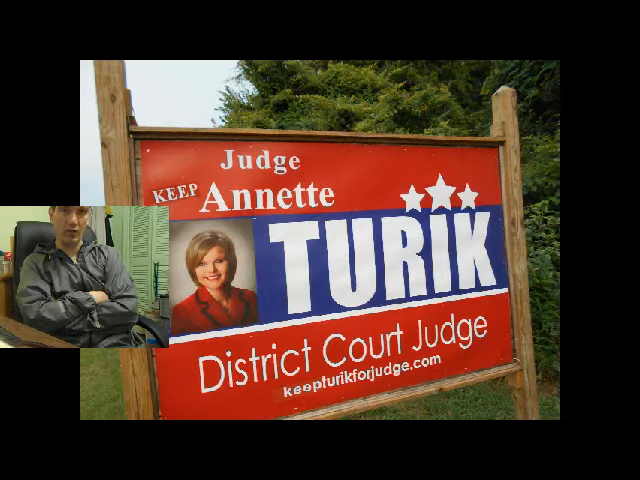 Judge
KEEP Annette
TURIK
District Court Judge
keepturikforjudge.com